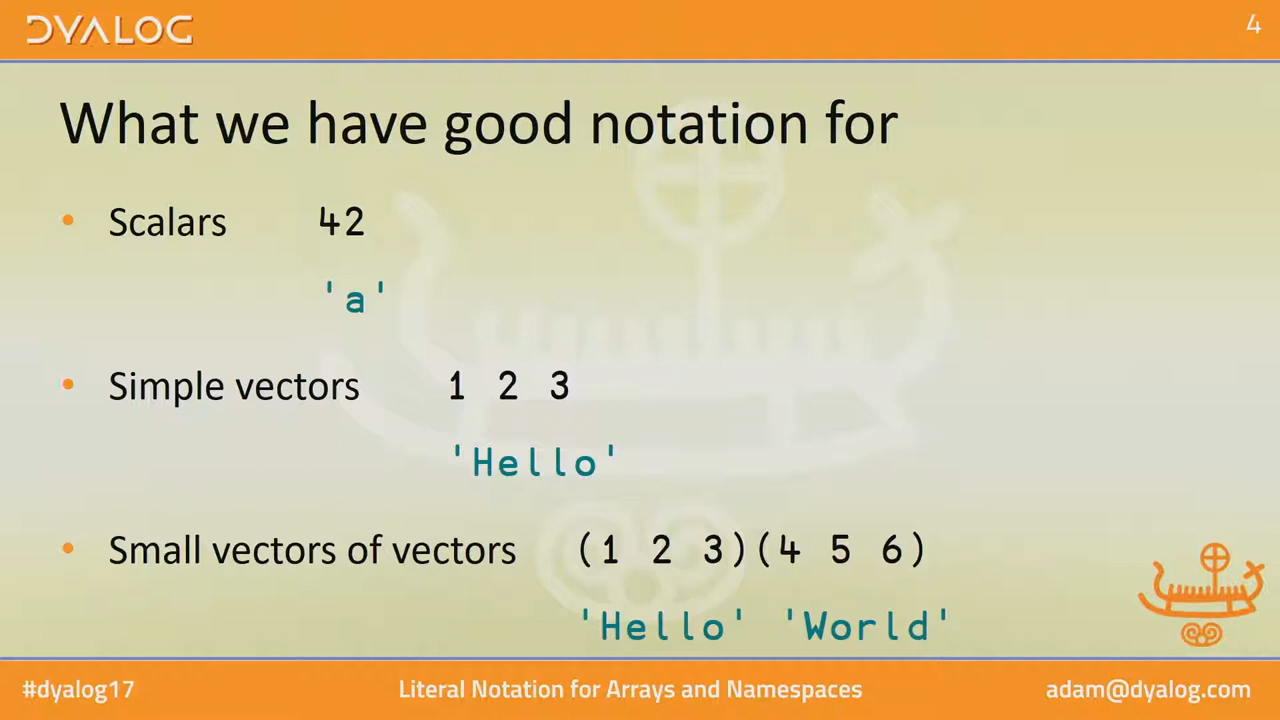 DYALOG
4
What we have good notation for
• Scalars 42
'a'
• Simple vectors 1 2 3
'Hello'
• Small vectors of vectors (1 2 3)(4 5 6)
'Hello' 'World'
#dyalog17 Literal Notation for Arrays and Namespaces adam@dyalog.com